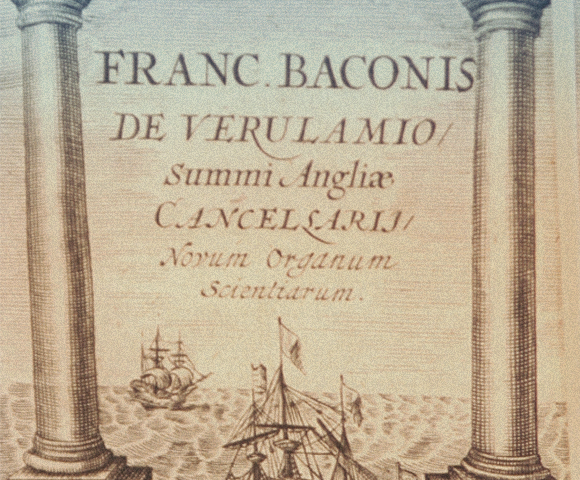 FRANC. BACONIS
DE VERULAMIO/
Summi Angliæ
CANCELLARIJ/
Novum Organum
Scientiarum.